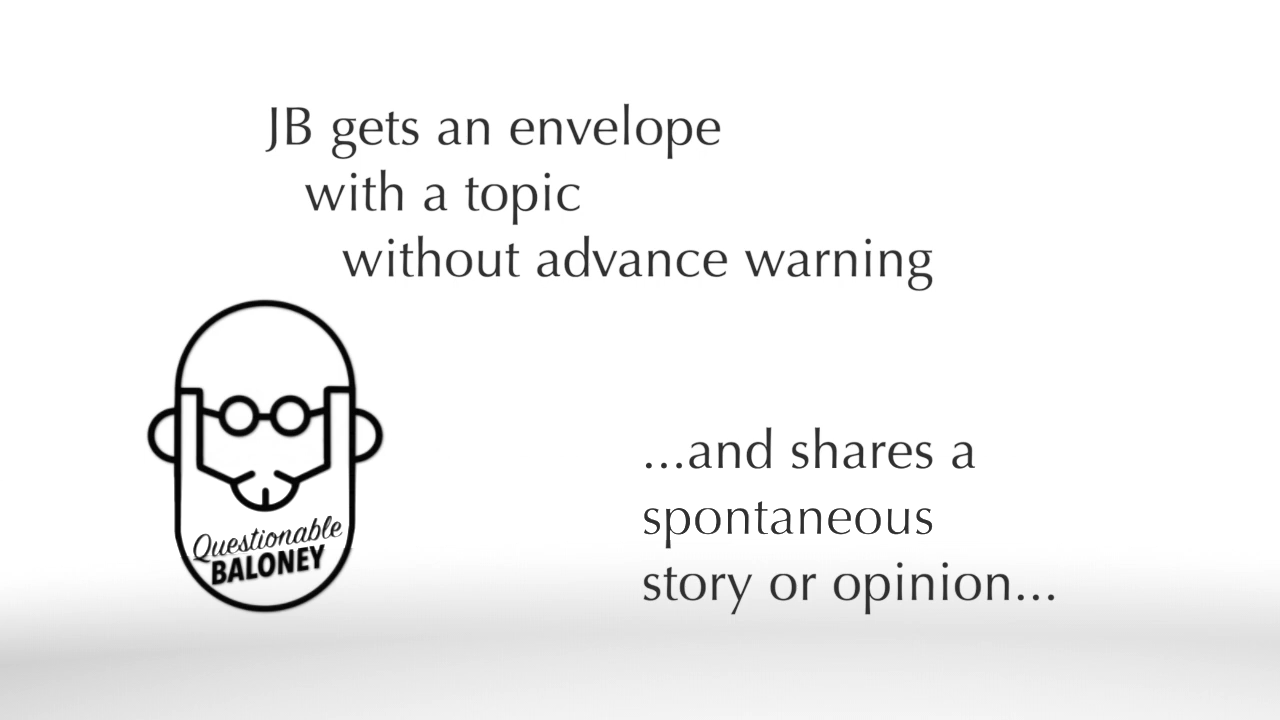 JB gets an envelope
with a topic
without advance warning
Questionable
BALONEY
...and shares a
spontaneous
story or opinion...